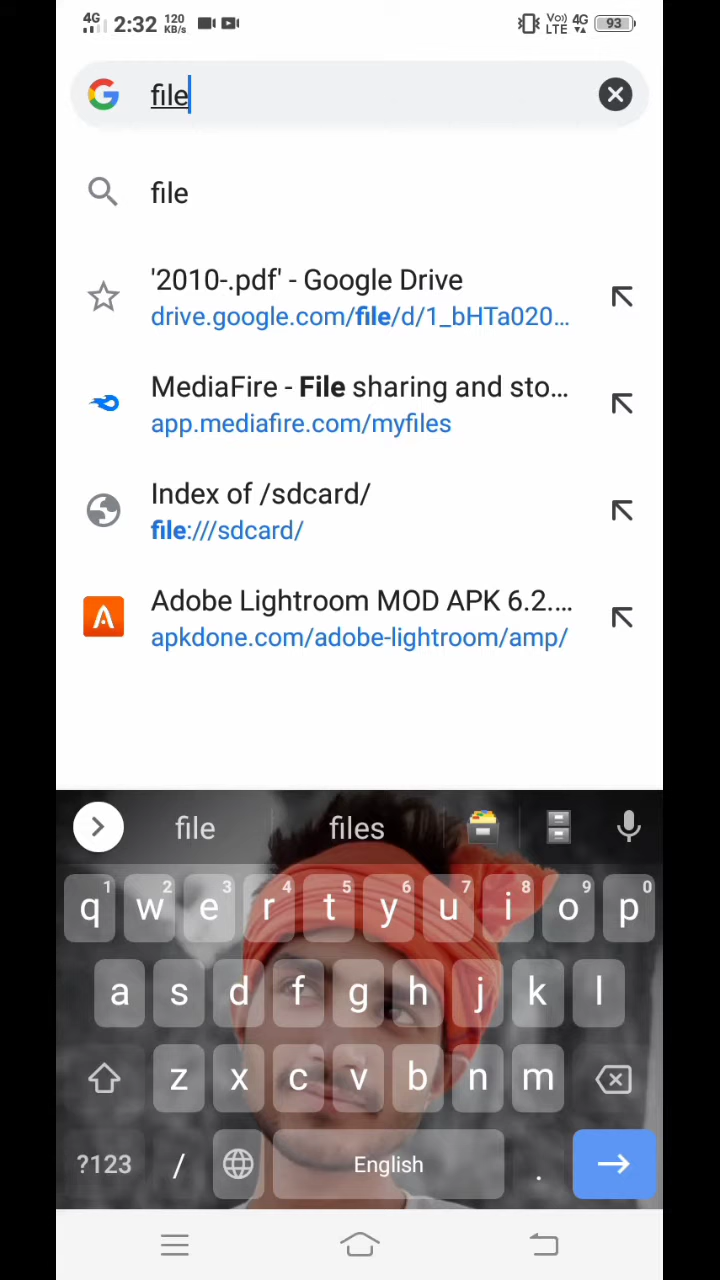 4G 2:32 120 KB/s Vo) LTE 4G 93
file
file
'2010-.pdf' - Google Drive
drive.google.com/file/d/1_bHTa020...
MediaFire - File sharing and sto...
app.mediafire.com/myfiles
Index of /sdcard/
file:///sdcard/
Adobe Lightroom MOD APK 6.2....
apkdone.com/adobe-lightroom/amp/
file files
1 2 3 4 5 6 7 8 9 0
q w e r t y u i o p
a s d f g h j k l
z x c v b n m
?123 / English .